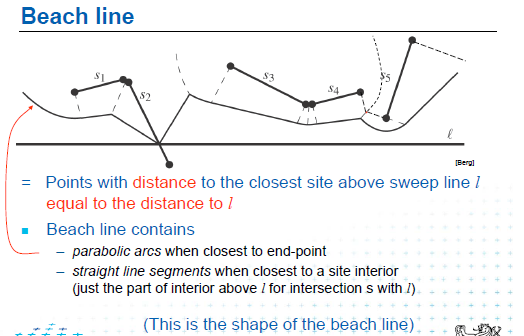 Beach line
s1
s2
s3
s4
s5
l
[Berg]
= Points with distance to the closest site above sweep line l
equal to the distance to l
▪ Beach line contains
– parabolic arcs when closest to end-point
– straight line segments when closest to a site interior
(just the part of interior above l for intersection s with l)
(This is the shape of the beach line)